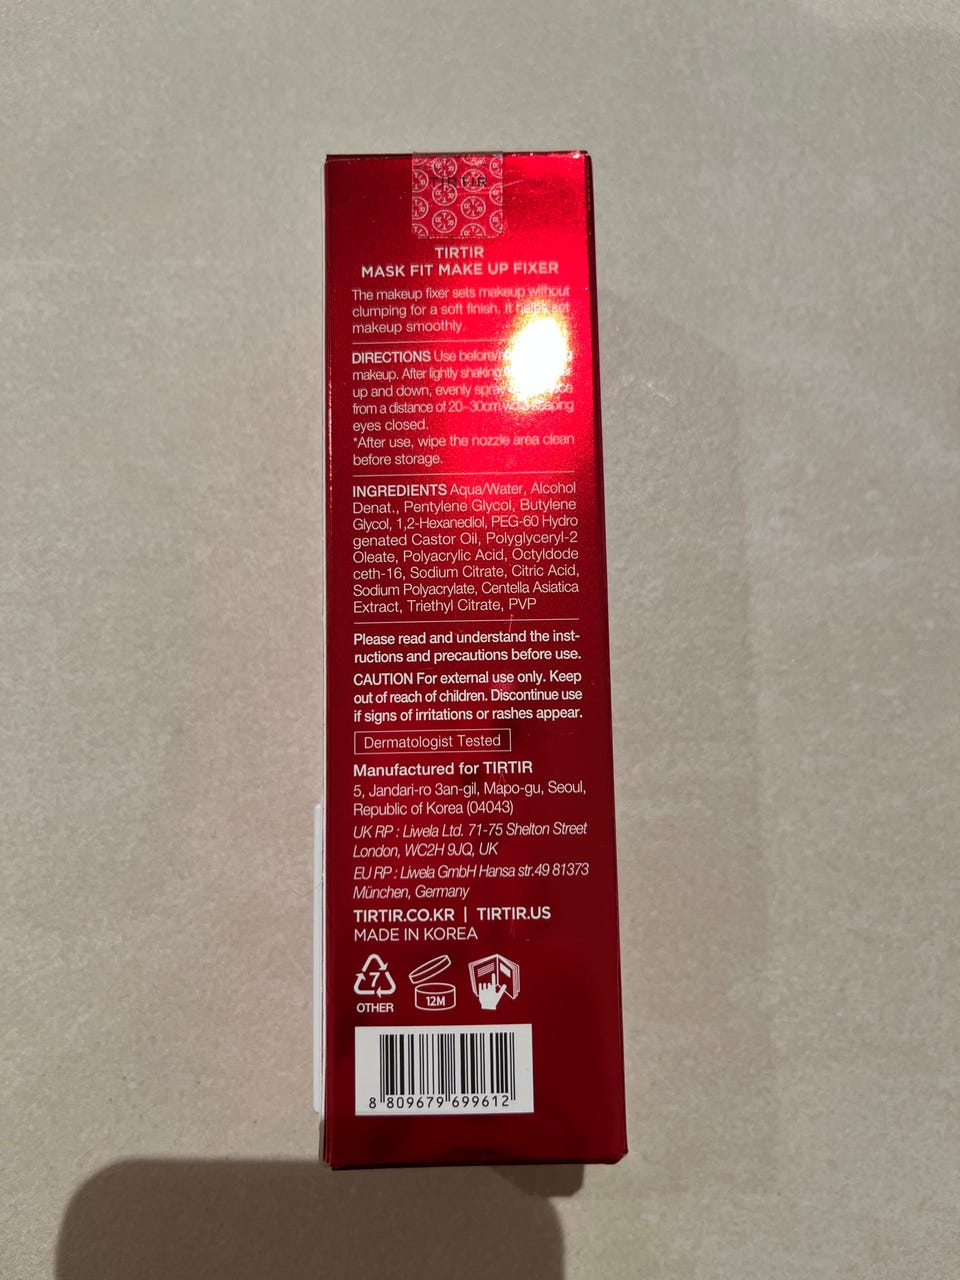 TIRTIR
TIRTIR
MASK FIT MAKE UP FIXER
The makeup fixer sets makeup without
clumping for a soft finish. It helps set
makeup smoothly.
DIRECTIONS Use before/
makeup. After lightly shaking
up and down, evenly spray
from a distance of 20-30cm while keeping
eyes closed.
*After use, wipe the nozzle area clean
before storage.
INGREDIENTS Aqua/Water, Alcohol
Denat., Pentylene Glycol, Butylene
Glycol, 1,2-Hexanediol, PEG-60 Hydro
genated Castor Oil, Polyglyceryl-2
Oleate, Polyacrylic Acid, Octyldode
ceth-16, Sodium Citrate, Citric Acid,
Sodium Polyacrylate, Centella Asiatica
Extract, Triethyl Citrate, PVP
Please read and understand the inst-
ructions and precautions before use.
CAUTION For external use only. Keep
out of reach of children. Discontinue use
if signs of irritations or rashes appear.
Dermatologist Tested
Manufactured for TIRTIR
5, Jandari-ro 3an-gil, Mapo-gu, Seoul,
Republic of Korea (04043)
UK RP : Liwela Ltd. 71-75 Shelton Street
London, WC2H 9JQ, UK
EU RP : Liwela GmbH Hansa str.49 81373
München, Germany
TIRTIR.CO.KR | TIRTIR.US
MADE IN KOREA
7
OTHER
12M
8 809679 699612